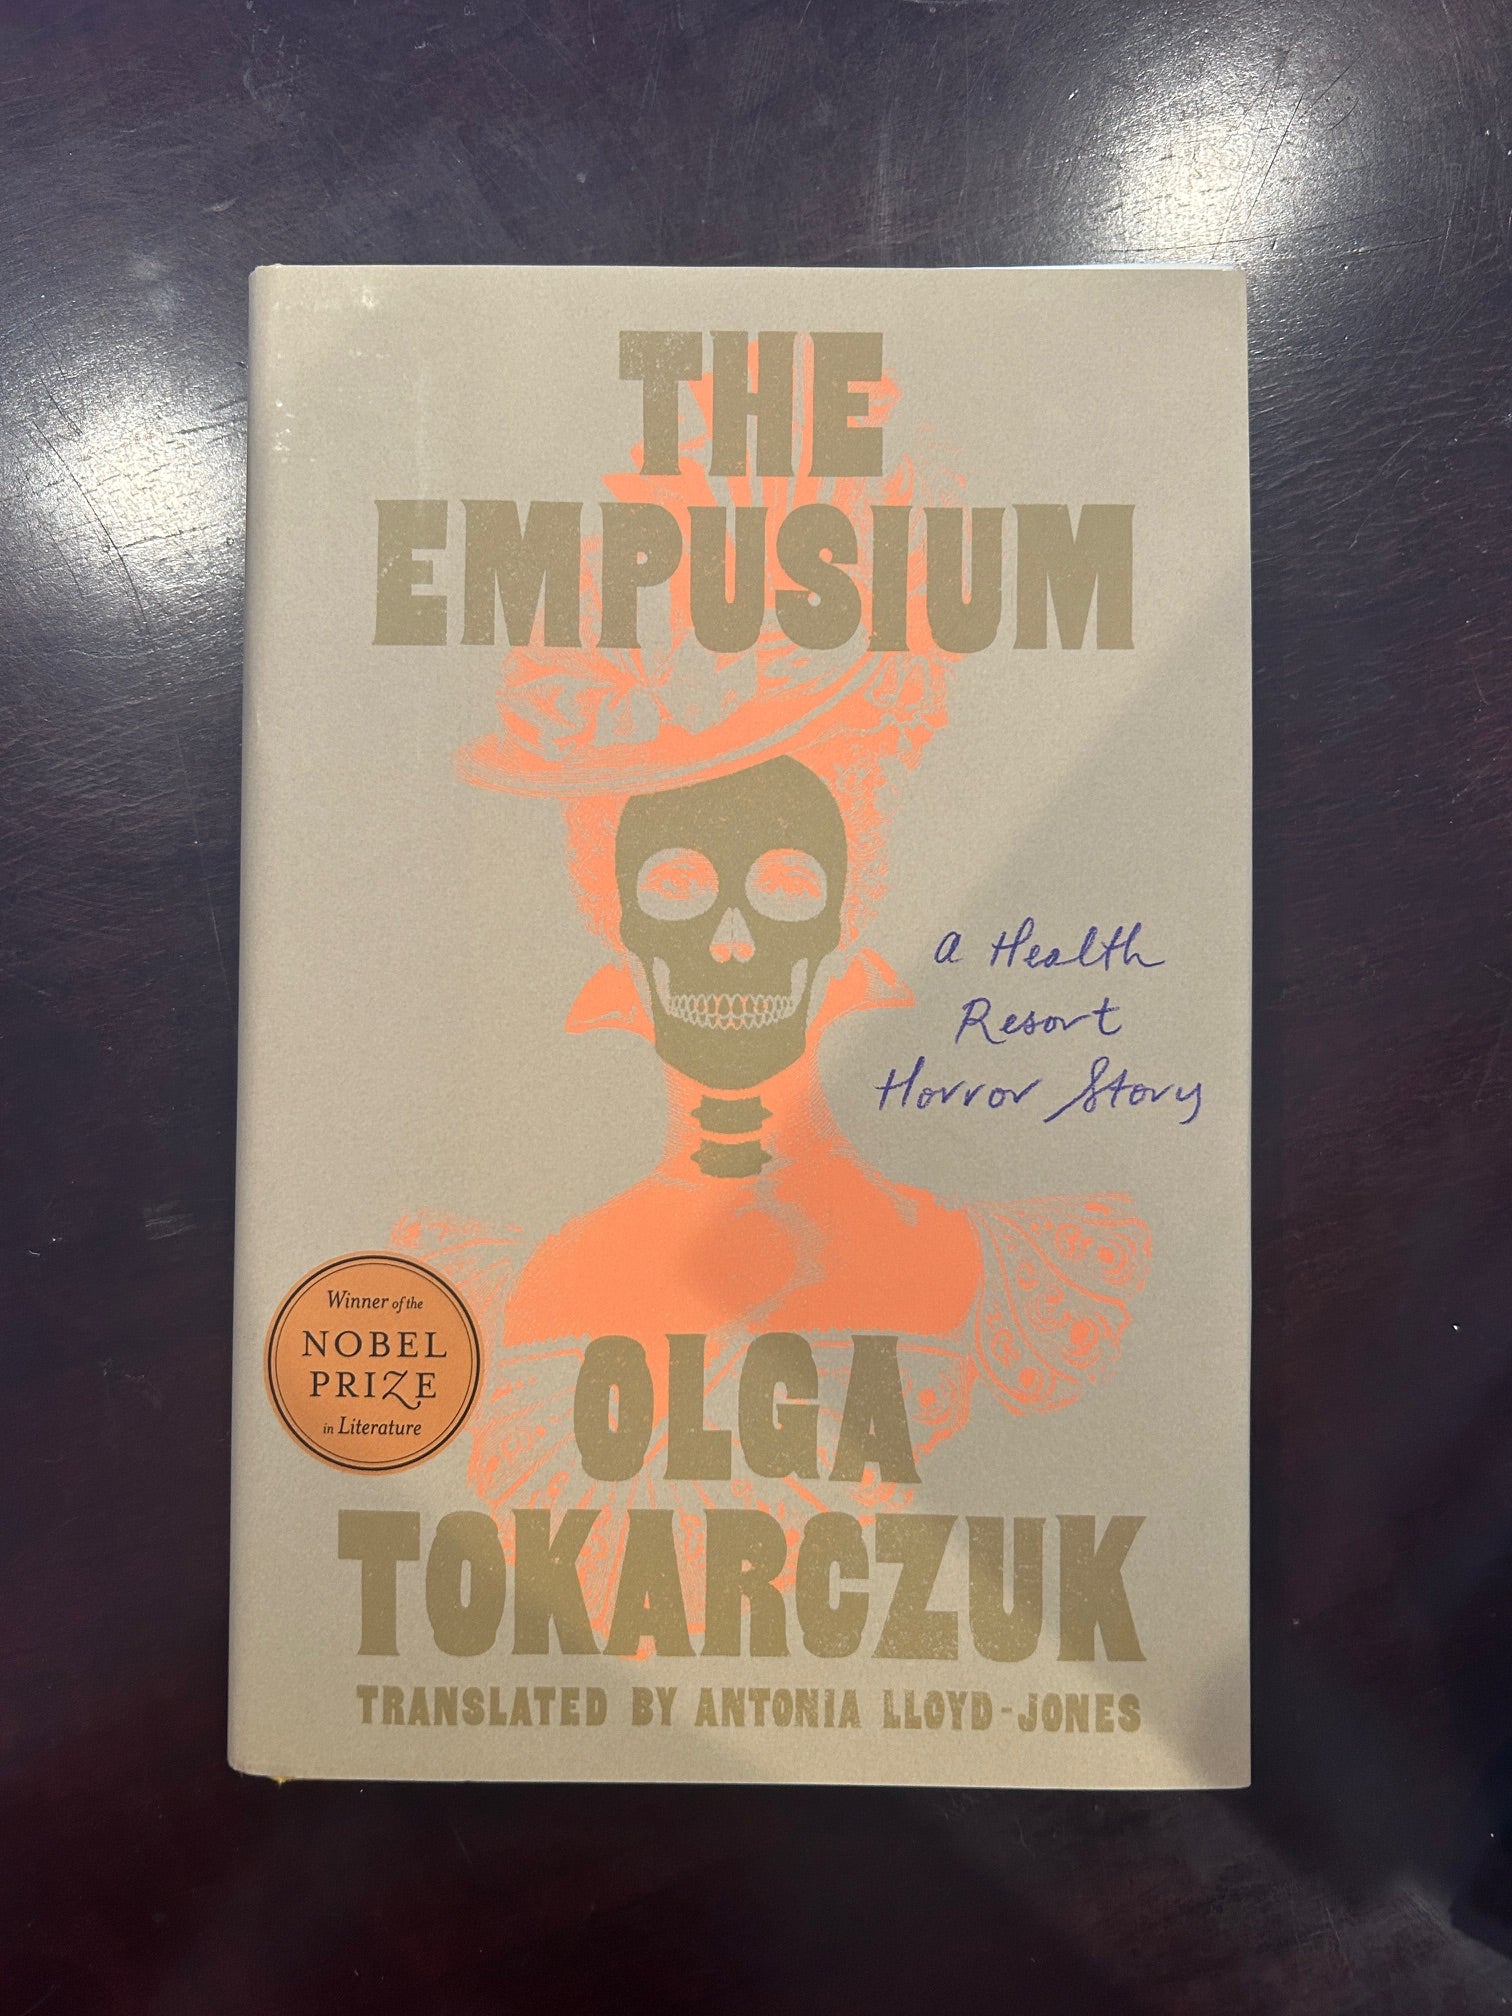 THE
EMPUSIUM
A Health
Resort
Horror Story
Winner of the
NOBEL
PRIZE
in Literature
OLGA
TOKARCZUK
TRANSLATED BY ANTONIA LLOYD-JONES